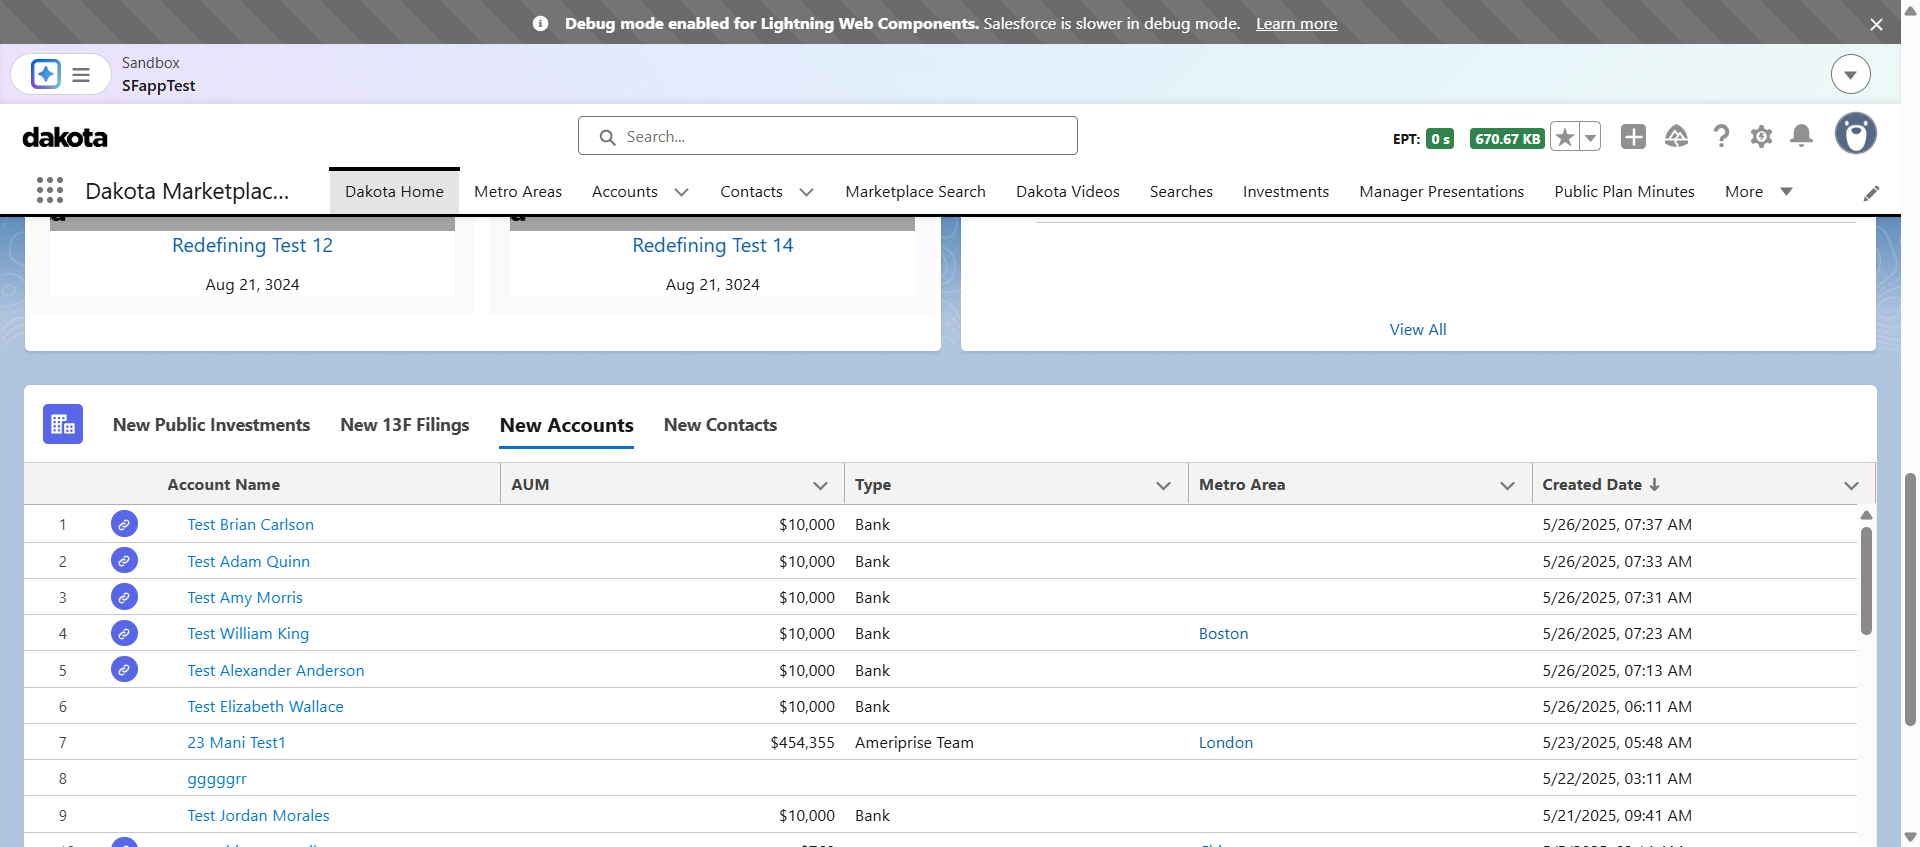 Debug mode enabled for Lightning Web Components. Salesforce is slower in debug mode. Learn more
Sandbox
SFappTest
dakota
Search...
EPT: 0 s 670.67 KB
Dakota Marketplac... Dakota Home Metro Areas Accounts Contacts Marketplace Search Dakota Videos Searches Investments Manager Presentations Public Plan Minutes More
Redefining Test 12 Redefining Test 14
Aug 21, 3024 Aug 21, 3024
View All
New Public Investments New 13F Filings New Accounts New Contacts
Account Name AUM Type Metro Area Created Date
1 Test Brian Carlson $10,000 Bank 5/26/2025, 07:37 AM
2 Test Adam Quinn $10,000 Bank 5/26/2025, 07:33 AM
3 Test Amy Morris $10,000 Bank 5/26/2025, 07:31 AM
4 Test William King $10,000 Bank Boston 5/26/2025, 07:23 AM
5 Test Alexander Anderson $10,000 Bank 5/26/2025, 07:13 AM
6 Test Elizabeth Wallace $10,000 Bank 5/26/2025, 06:11 AM
7 23 Mani Test1 $454,355 Ameriprise Team London 5/23/2025, 05:48 AM
8 gggggrr 5/22/2025, 03:11 AM
9 Test Jordan Morales $10,000 Bank 5/21/2025, 09:41 AM